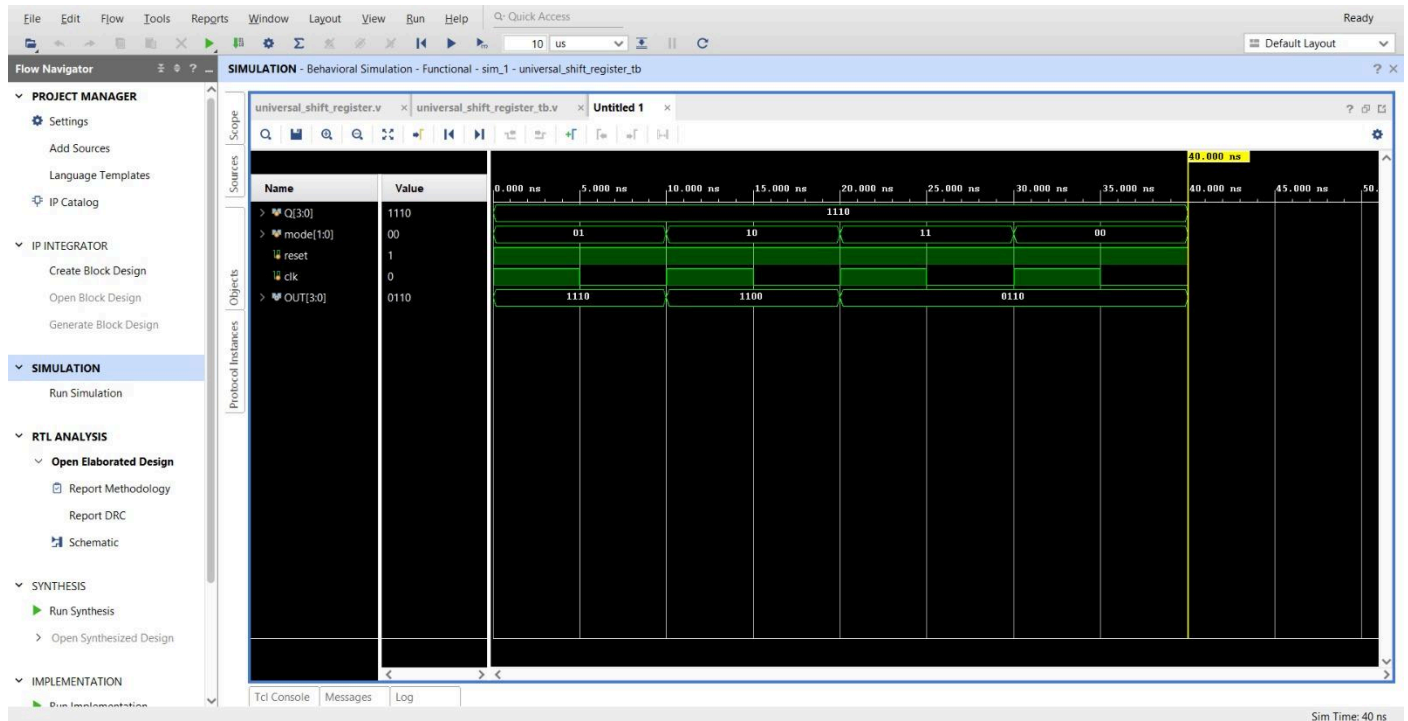 File Edit Flow Tools Reports Window Layout View Run Help Q- Quick Access Ready
10 us Default Layout
Flow Navigator ? SIMULATION - Behavioral Simulation - Functional - sim_1 - universal_shift_register_tb ? ×
PROJECT MANAGER
Settings
Add Sources
Language Templates
IP Catalog
IP INTEGRATOR
Create Block Design
Open Block Design
Generate Block Design
SIMULATION
Run Simulation
RTL ANALYSIS
Open Elaborated Design
Report Methodology
Report DRC
Schematic
SYNTHESIS
Run Synthesis
Open Synthesized Design
IMPLEMENTATION
Run Implementation
Scope
Sources
Objects
Protocol Instances
universal_shift_register.v × universal_shift_register_tb.v × Untitled 1 × ?
40.000 ns
Name Value 0.000 ns 5.000 ns 10.000 ns 15.000 ns 20.000 ns 25.000 ns 30.000 ns 35.000 ns 40.000 ns 45.000 ns 50.
Q[3:0] 1110 1110
mode[1:0] 00 01 10 11 00
reset 1
clk 0
OUT[3:0] 0110 1110 1100 0110
Tcl Console Messages Log
Sim Time: 40 ns